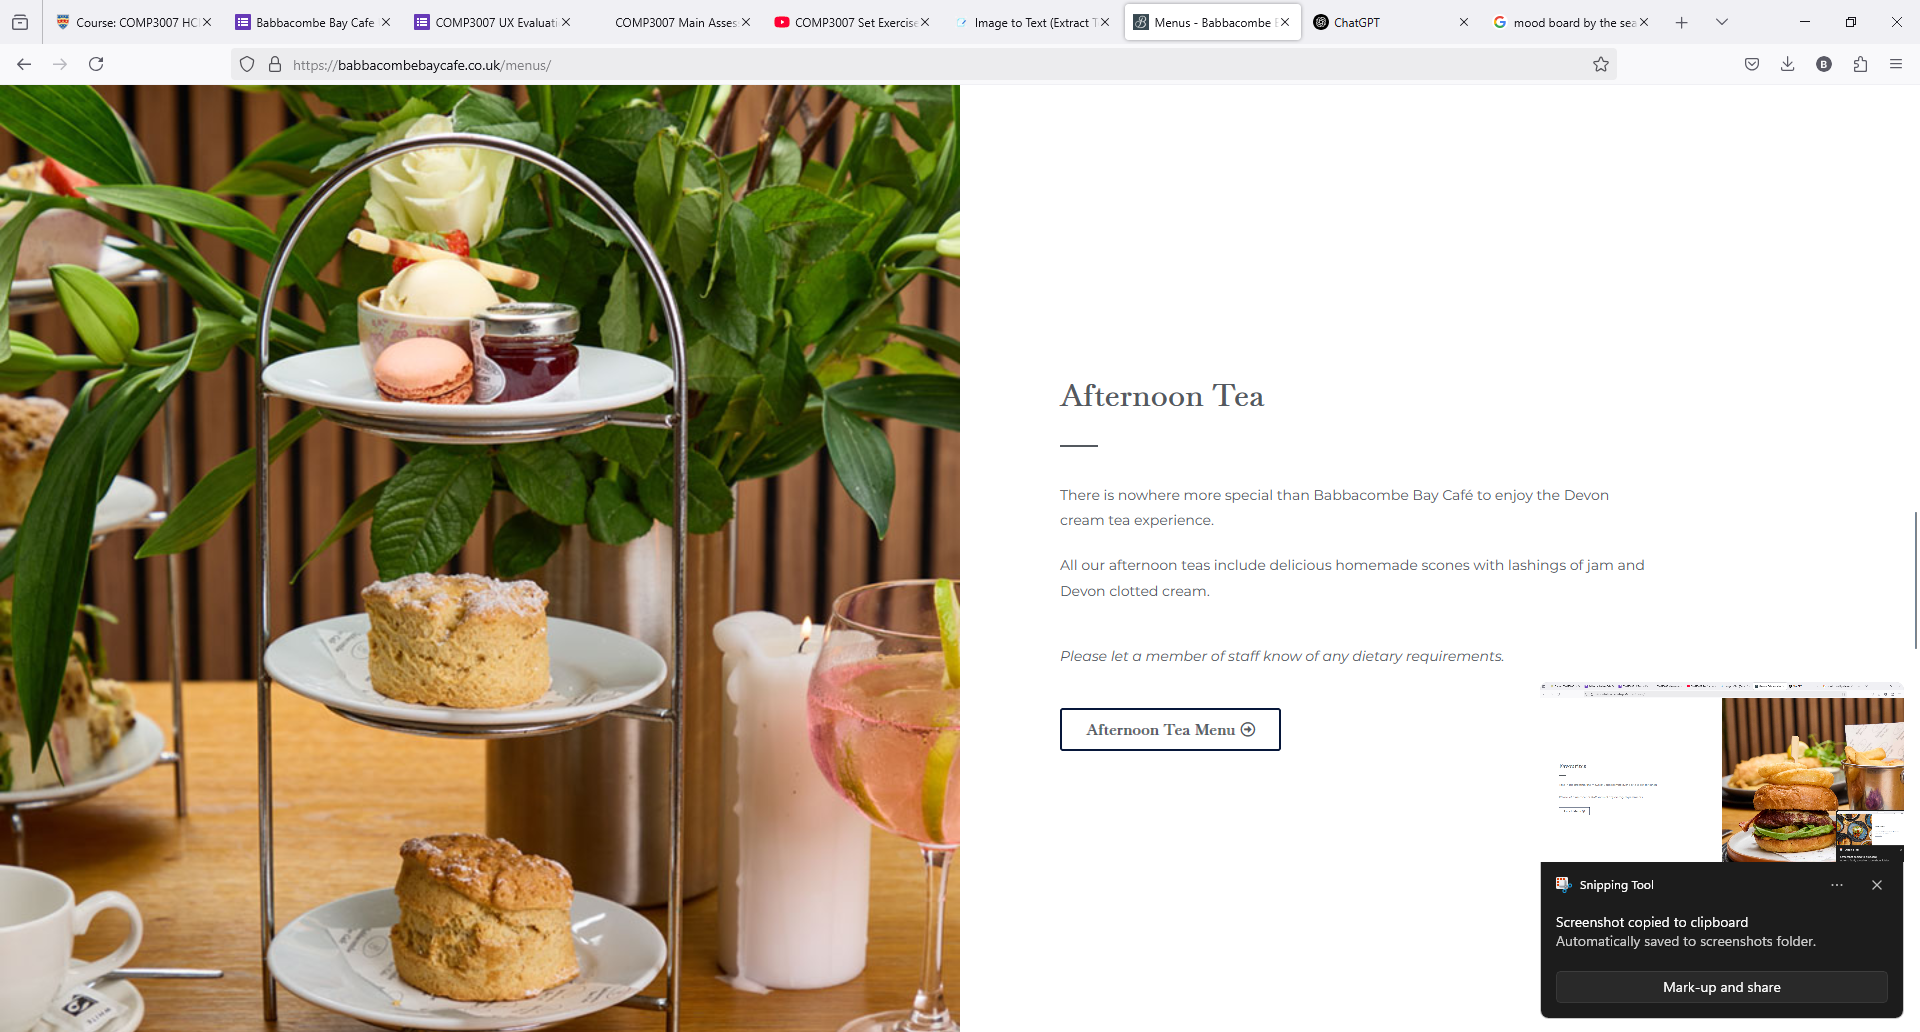 Course: COMP3007 HC
Babbacombe Bay Cafe
COMP3007 UX Evaluati
COMP3007 Main Asses
COMP3007 Set Exercise
Image to Text (Extract T
Menus - Babbacombe B
ChatGPT
mood board by the sea
https://babbacombebaycafe.co.uk/menus/
B
Afternoon Tea
There is nowhere more special than Babbacombe Bay Café to enjoy the Devon
cream tea experience.
All our afternoon teas include delicious homemade scones with lashings of jam and
Devon clotted cream.
Please let a member of staff know of any dietary requirements.
Afternoon Tea Menu
Snipping Tool
Screenshot copied to clipboard
Automatically saved to screenshots folder.
Mark-up and share
WHITE